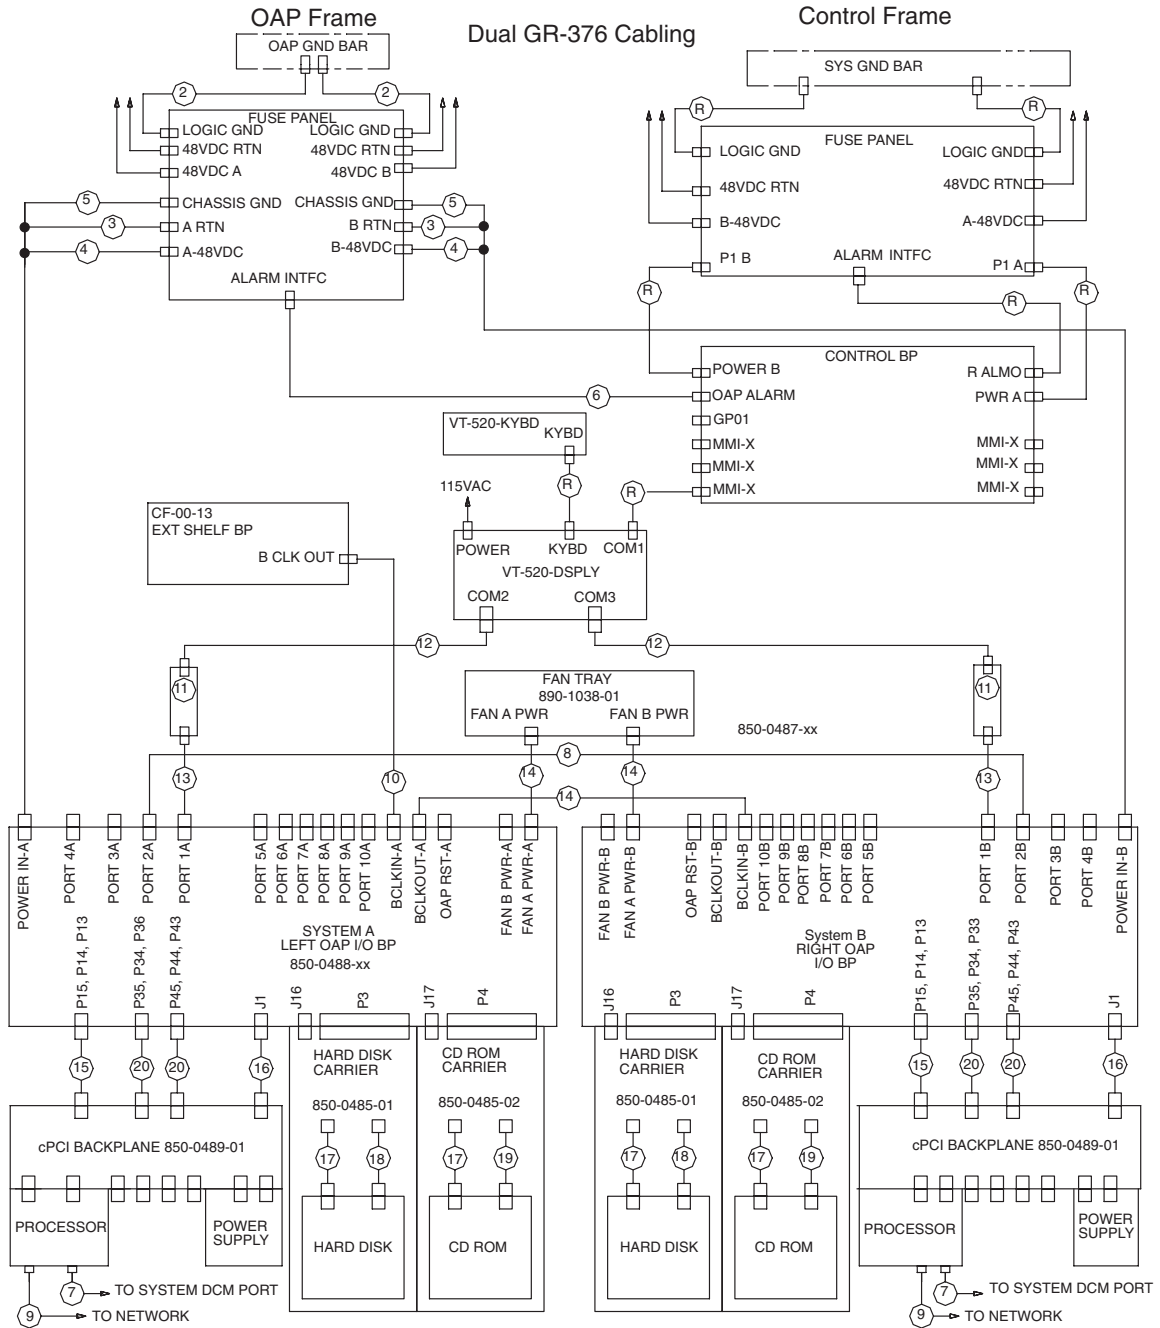 OAP Frame
Dual GR-376 Cabling
Control Frame
OAP GND BAR
SYS GND BAR
2
2
R
R
FUSE PANEL
LOGIC GND
LOGIC GND
48VDC RTN
48VDC RTN
48VDC A
48VDC B
CHASSIS GND
CHASSIS GND
A RTN
B RTN
A-48VDC
B-48VDC
ALARM INTFC
5
3
4
5
3
4
FUSE PANEL
LOGIC GND
LOGIC GND
48VDC RTN
48VDC RTN
B-48VDC
A-48VDC
P1 B
ALARM INTFC
P1 A
R
R
R
CONTROL BP
POWER B
R ALMO
OAP ALARM
PWR A
GP01
MMI-X
MMI-X
MMI-X
MMI-X
MMI-X
MMI-X
6
VT-520-KYBD
KYBD
R
R
115VAC
CF-00-13
EXT SHELF BP
B CLK OUT
POWER
KYBD
COM1
VT-520-DSPLY
COM2
COM3
12
12
11
11
FAN TRAY
890-1038-01
FAN A PWR
FAN B PWR
850-0487-xx
8
13
10
14
14
13
14
POWER IN-A
PORT 4A
PORT 3A
PORT 2A
PORT 1A
PORT 5A
PORT 6A
PORT 7A
PORT 8A
PORT 9A
PORT 10A
BCLKIN-A
BCLKOUT-A
OAP RST-A
FAN B PWR-A
FAN A PWR-A
SYSTEM A
LEFT OAP I/O BP
850-0488-xx
P15, P14, P13
P35, P34, P36
P45, P44, P43
J1
J16
P3
J17
P4
FAN B PWR-B
FAN A PWR-B
OAP RST-B
BCLKOUT-B
BCLKIN-B
PORT 10B
PORT 9B
PORT 8B
PORT 7B
PORT 6B
PORT 5B
PORT 1B
PORT 2B
PORT 3B
PORT 4B
POWER IN-B
System B
RIGHT OAP
I/O BP
J16
P3
J17
P4
P15, P14, P13
P35, P34, P33
P45, P44, P43
J1
15
20
20
16
HARD DISK
CARRIER
850-0485-01
CD ROM
CARRIER
850-0485-02
HARD DISK
CARRIER
850-0485-01
CD ROM
CARRIER
850-0485-02
15
20
20
16
cPCI BACKPLANE 850-0489-01
cPCI BACKPLANE 850-0489-01
17
18
17
19
17
18
17
19
PROCESSOR
POWER
SUPPLY
HARD DISK
CD ROM
HARD DISK
CD ROM
PROCESSOR
POWER
SUPPLY
7
TO SYSTEM DCM PORT
9
TO NETWORK
7
TO SYSTEM DCM PORT
9
TO NETWORK